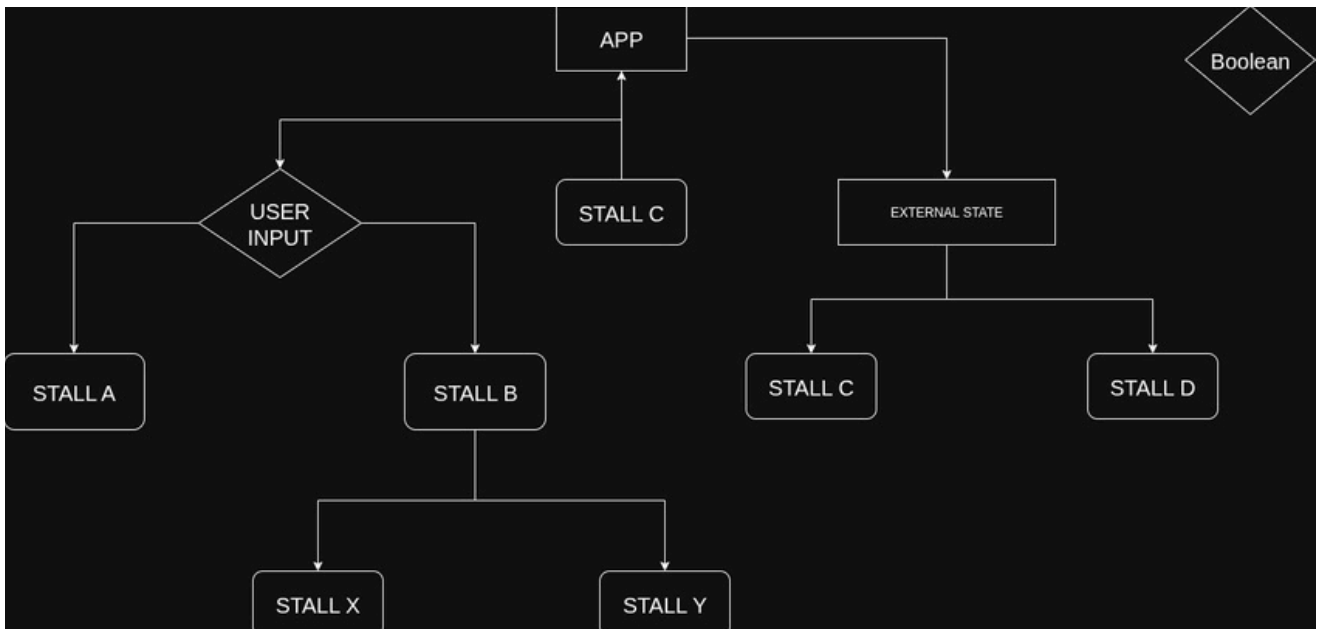 APP
Boolean
USER
INPUT
STALL C
EXTERNAL STATE
STALL A
STALL B
STALL C
STALL D
STALL X
STALL Y